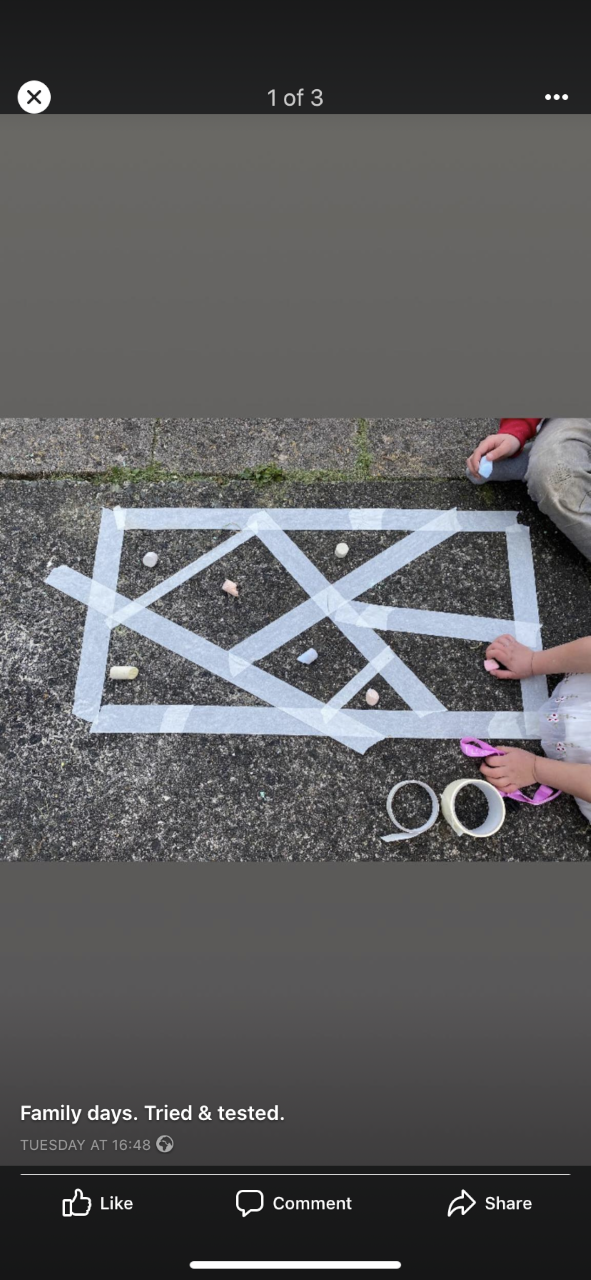 1 of 3
Family days. Tried & tested.
TUESDAY AT 16:48
Like Comment Share